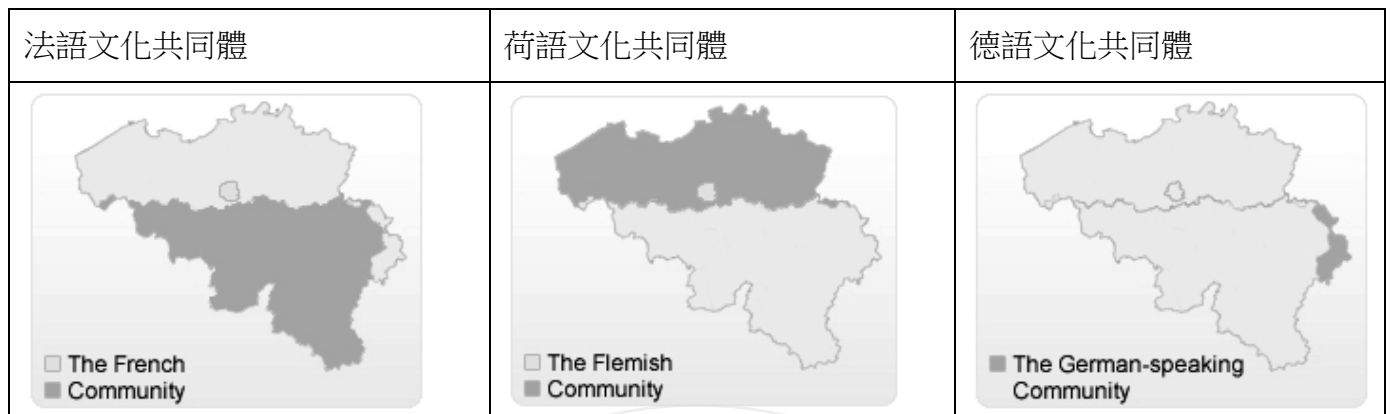 法語文化共同體
荷語文化共同體
德語文化共同體
The French
Community
The Flemish
Community
The German-speaking
Community